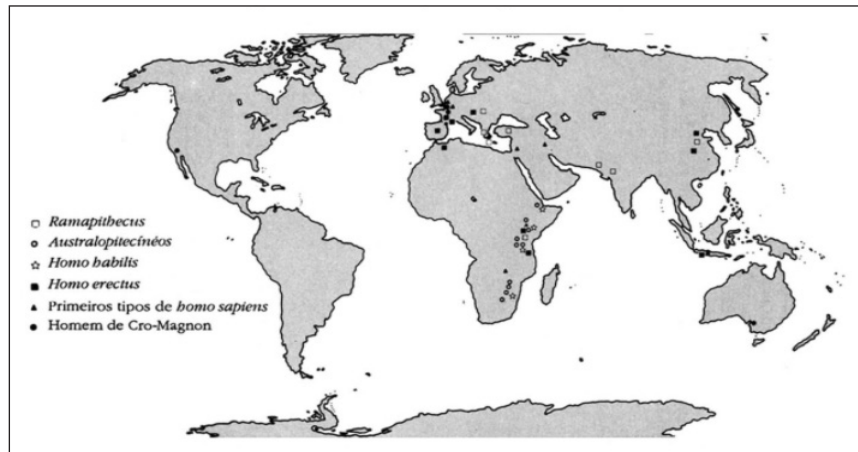 Ramapithecus
Australopitecíneos
Homo habilis
Homo erectus
Primeiros tipos de homo sapiens
Homem de Cro-Magnon